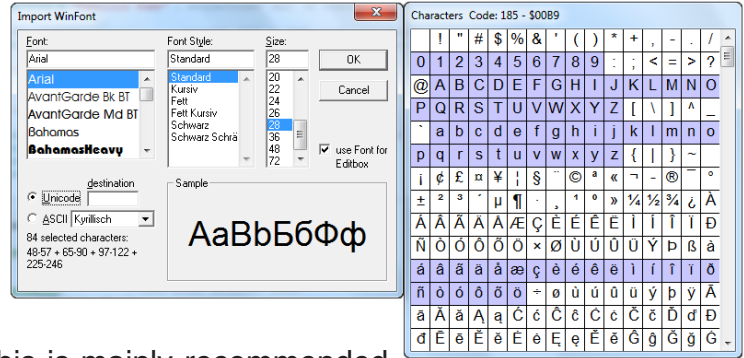 Import WinFont
Font:
Arial
Arial
AvantGarde Bk BT
AvantGarde Md BT
Bahamas
BahamasHeavy
Font Style:
Standard
Standard
Kursiv
Fett
Fett Kursiv
Schwarz
Schwarz Schrä
Size:
28
20
22
24
26
28
36
48
72
OK
Cancel
use Font for
Editbox
destination
Unicode
ASCII Kyrillisch
84 selected characters:
48-57 + 65-90 + 97-122 +
225-246
Sample
AaBbБбФф
Characters Code: 185 - $00B9
! " # $ % & ' ( ) * + , - . /
0 1 2 3 4 5 6 7 8 9 : ; < = > ?
@ A B C D E F G H I J K L M N O
P Q R S T U V W X Y Z [ \ ] ^ _
` a b c d e f g h i j k l m n o
p q r s t u v w x y z { | } ~
¡ ¢ £ ¤ ¥ ¦ § ¨ © ª « ¬ - ® ¯ °
± ² ³ ´ µ ¶ · ¸ ¹ º » ¼ ½ ¾ ¿ À
Á Â Ã Ä Å Æ Ç È É Ê Ë Ì Í Î Ï Ð
Ñ Ò Ó Ô Õ Ö × Ø Ù Ú Û Ü Ý Þ ß à
á â ã ä å æ ç è é ê ë ì í î ï ð
ñ ò ó ô õ ö ÷ ø ù ú û ü ý þ ÿ Ā
ā Ă ă Ą ą Ć ć Ĉ ĉ Ċ ċ Č č Ď ď Đ
đ Ē ē Ĕ ĕ Ė ė Ę ę Ě ě Ĝ ĝ Ğ ğ Ġ
is mainly recommended